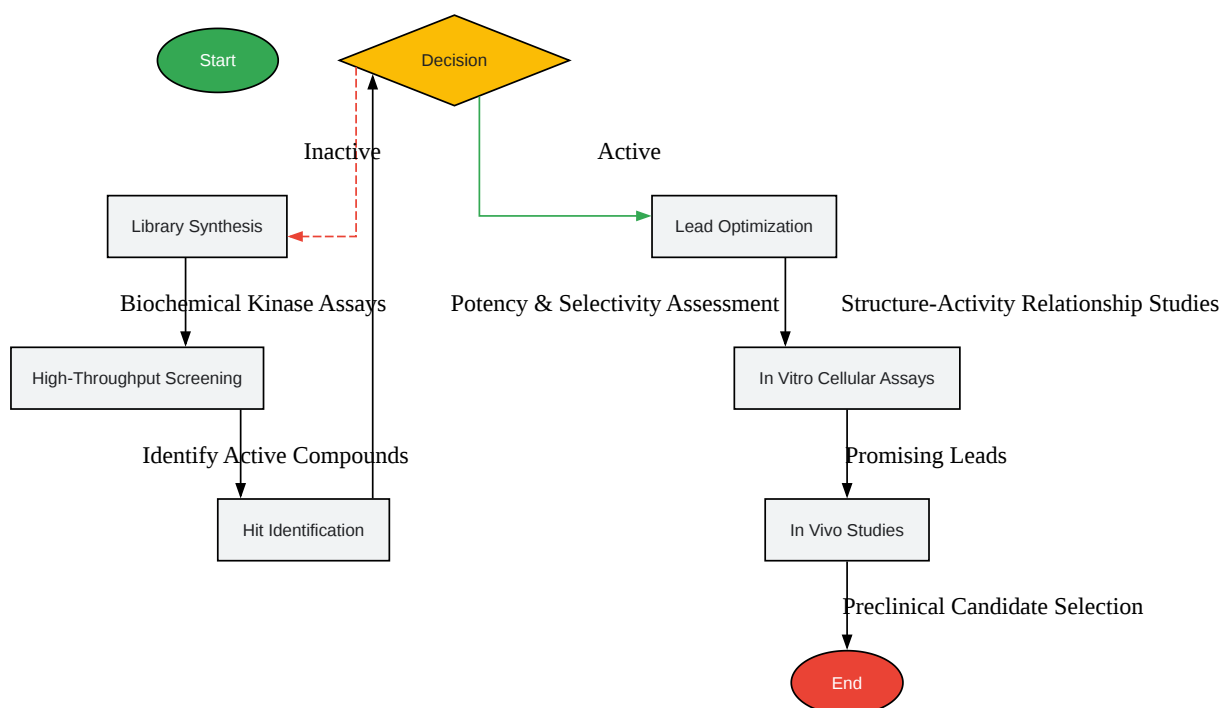 Start
Decision
Inactive
Active
Library Synthesis
Lead Optimization
Biochemical Kinase Assays
Potency & Selectivity Assessment
Structure-Activity Relationship Studies
High-Throughput Screening
In Vitro Cellular Assays
Identify Active Compounds
Promising Leads
Hit Identification
In Vivo Studies
Preclinical Candidate Selection
End